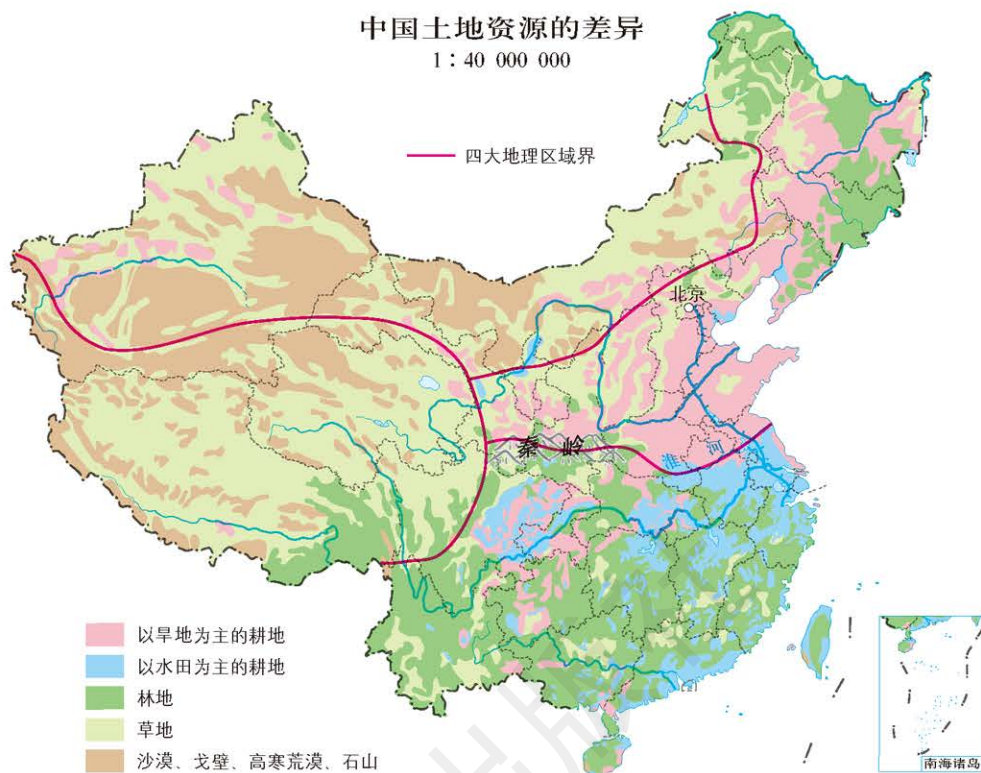 中国土地资源的差异
1：40 000 000
四大地理区域界
北京
秦岭
淮河
以旱地为主的耕地
以水田为主的耕地
林地
草地
沙漠、戈壁、高寒荒漠、石山
南海诸岛